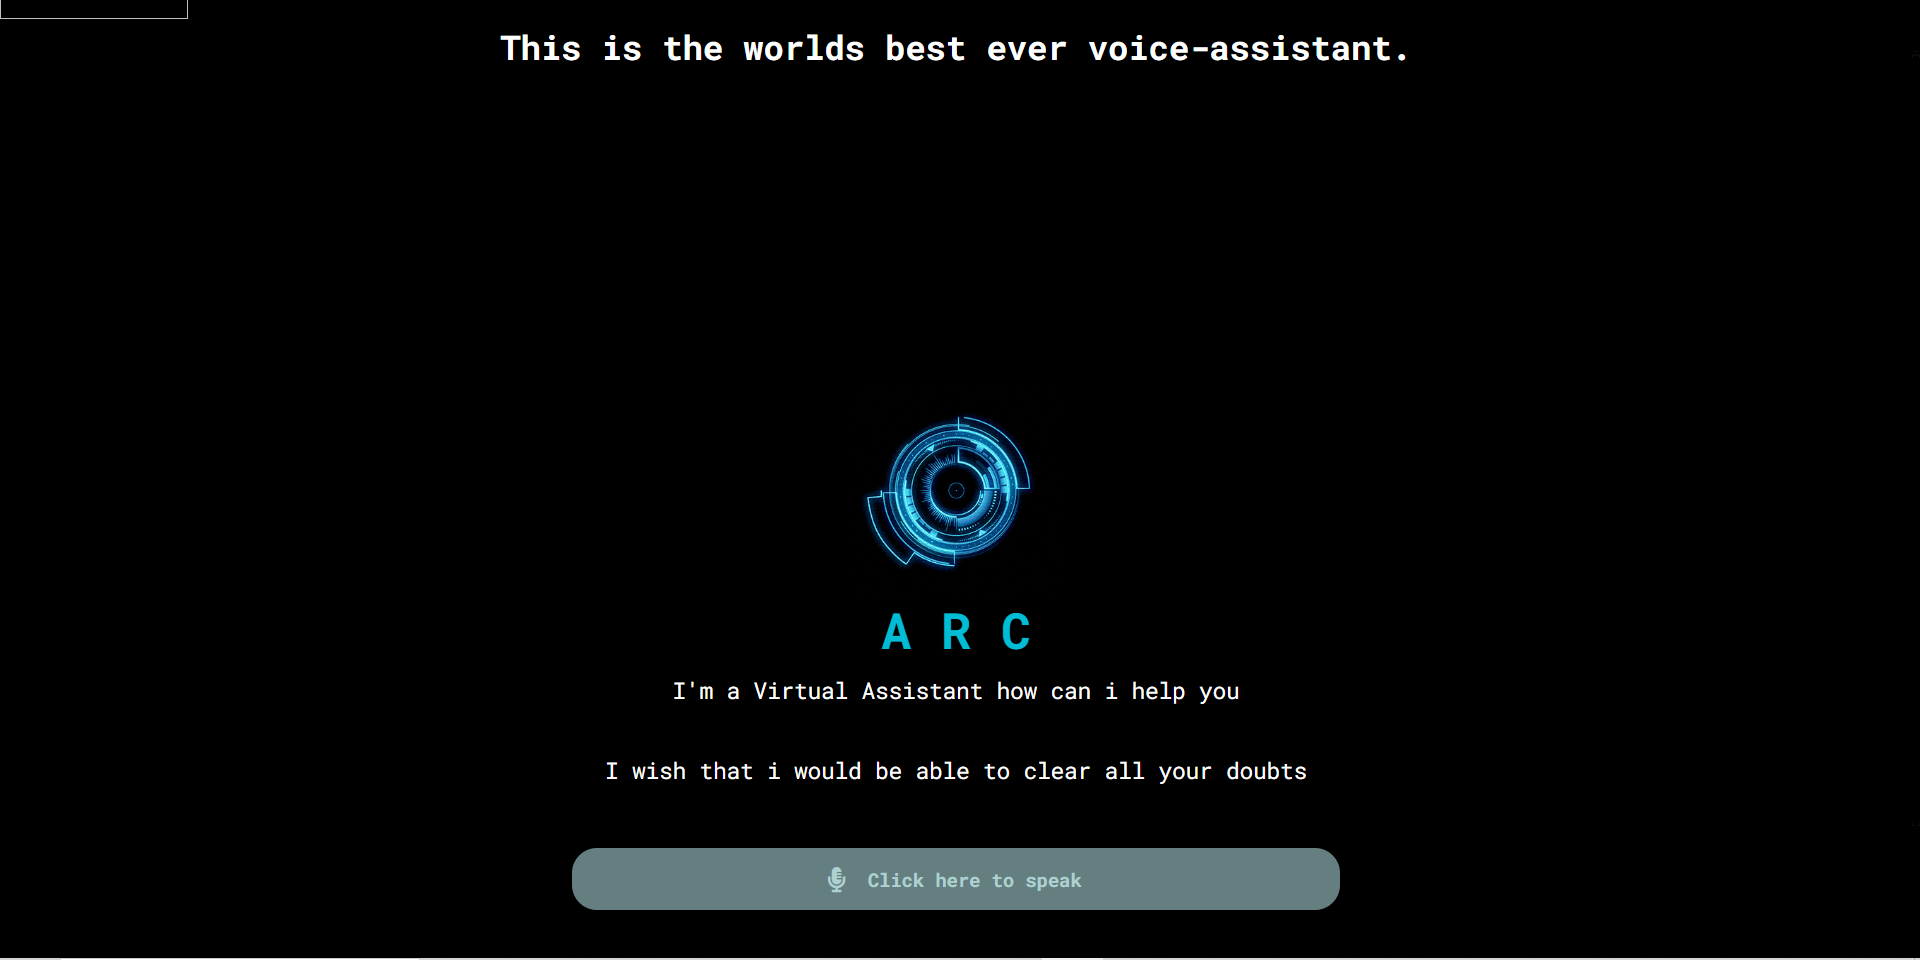 This is the worlds best ever voice-assistant.
A R C
I'm a Virtual Assistant how can i help you
I wish that i would be able to clear all your doubts
Click here to speak